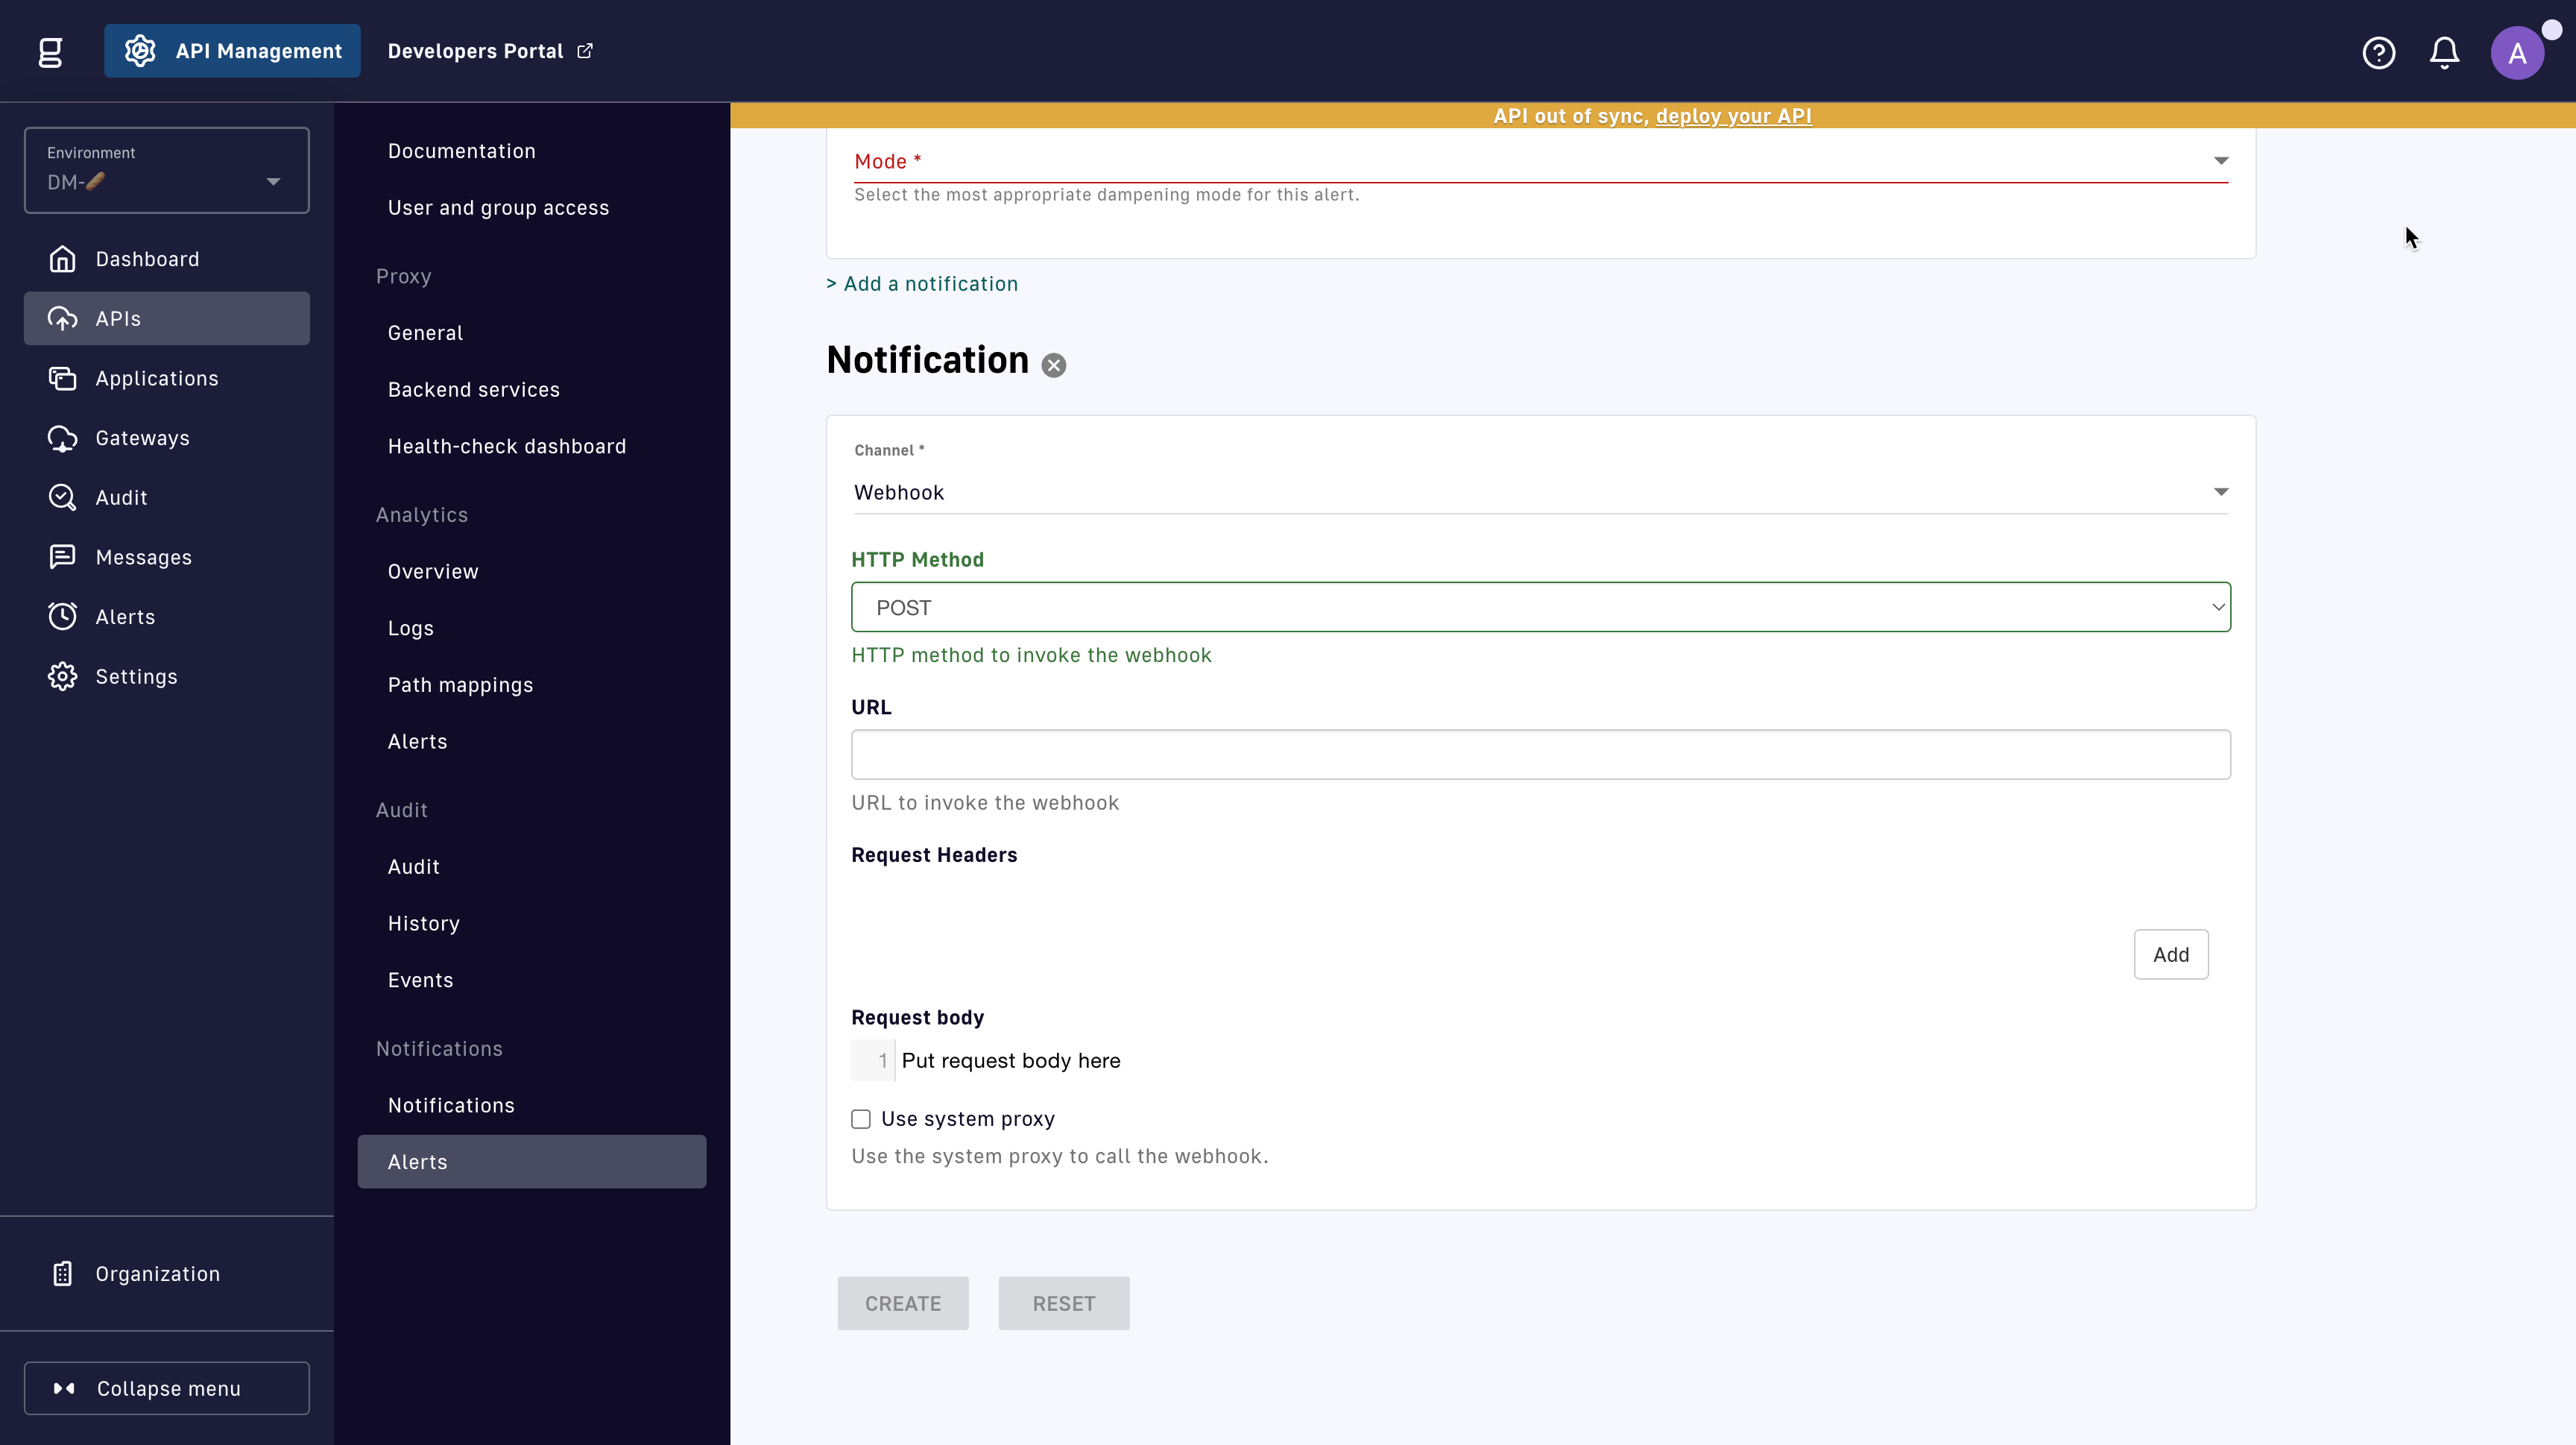 g
API Management
Developers Portal
Environment
DM-🥖
Dashboard
APIs
Applications
Gateways
Audit
Messages
Alerts
Settings
Organization
Collapse menu
Documentation
User and group access
Proxy
General
Backend services
Health-check dashboard
Analytics
Overview
Logs
Path mappings
Alerts
Audit
Audit
History
Events
Notifications
Notifications
Alerts
A
API out of sync, deploy your API
Mode *
Select the most appropriate dampening mode for this alert.
> Add a notification
Notification
Channel *
Webhook
HTTP Method
POST
HTTP method to invoke the webhook
URL
URL to invoke the webhook
Request Headers
Add
Request body
1 Put request body here
Use system proxy
Use the system proxy to call the webhook.
CREATE RESET